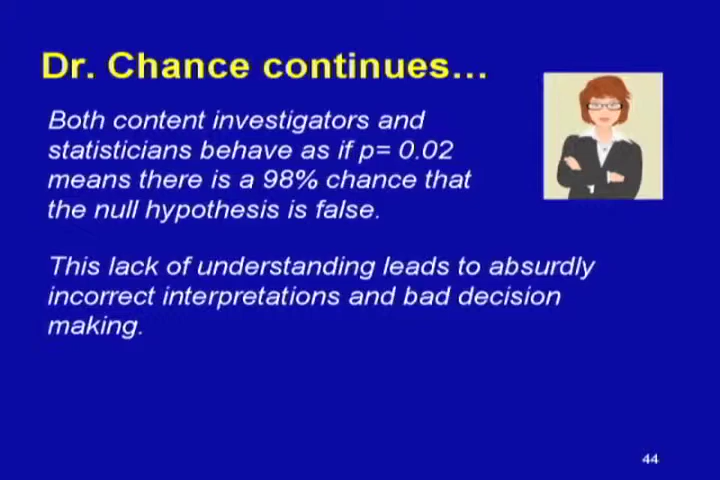 Dr. Chance continues...
Both content investigators and
statisticians behave as if p= 0.02
means there is a 98% chance that
the null hypothesis is false.
This lack of understanding leads to absurdly
incorrect interpretations and bad decision
making.
44